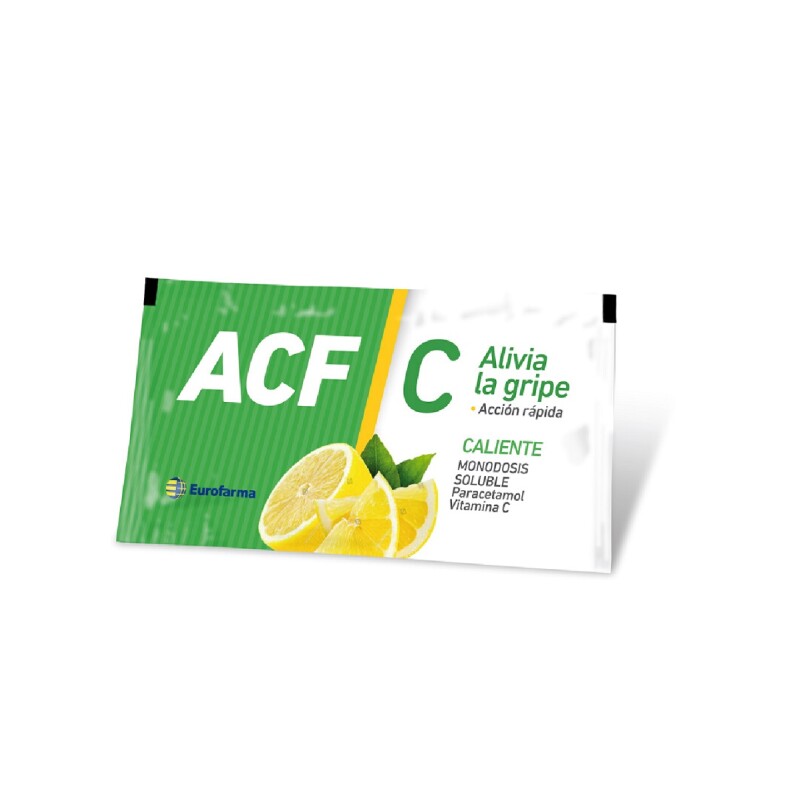 ACF
C
Alivia
la gripe
• Acción rápida
CALIENTE
MONODOSIS
SOLUBLE
Paracetamol
Vitamina C
Eurofarma